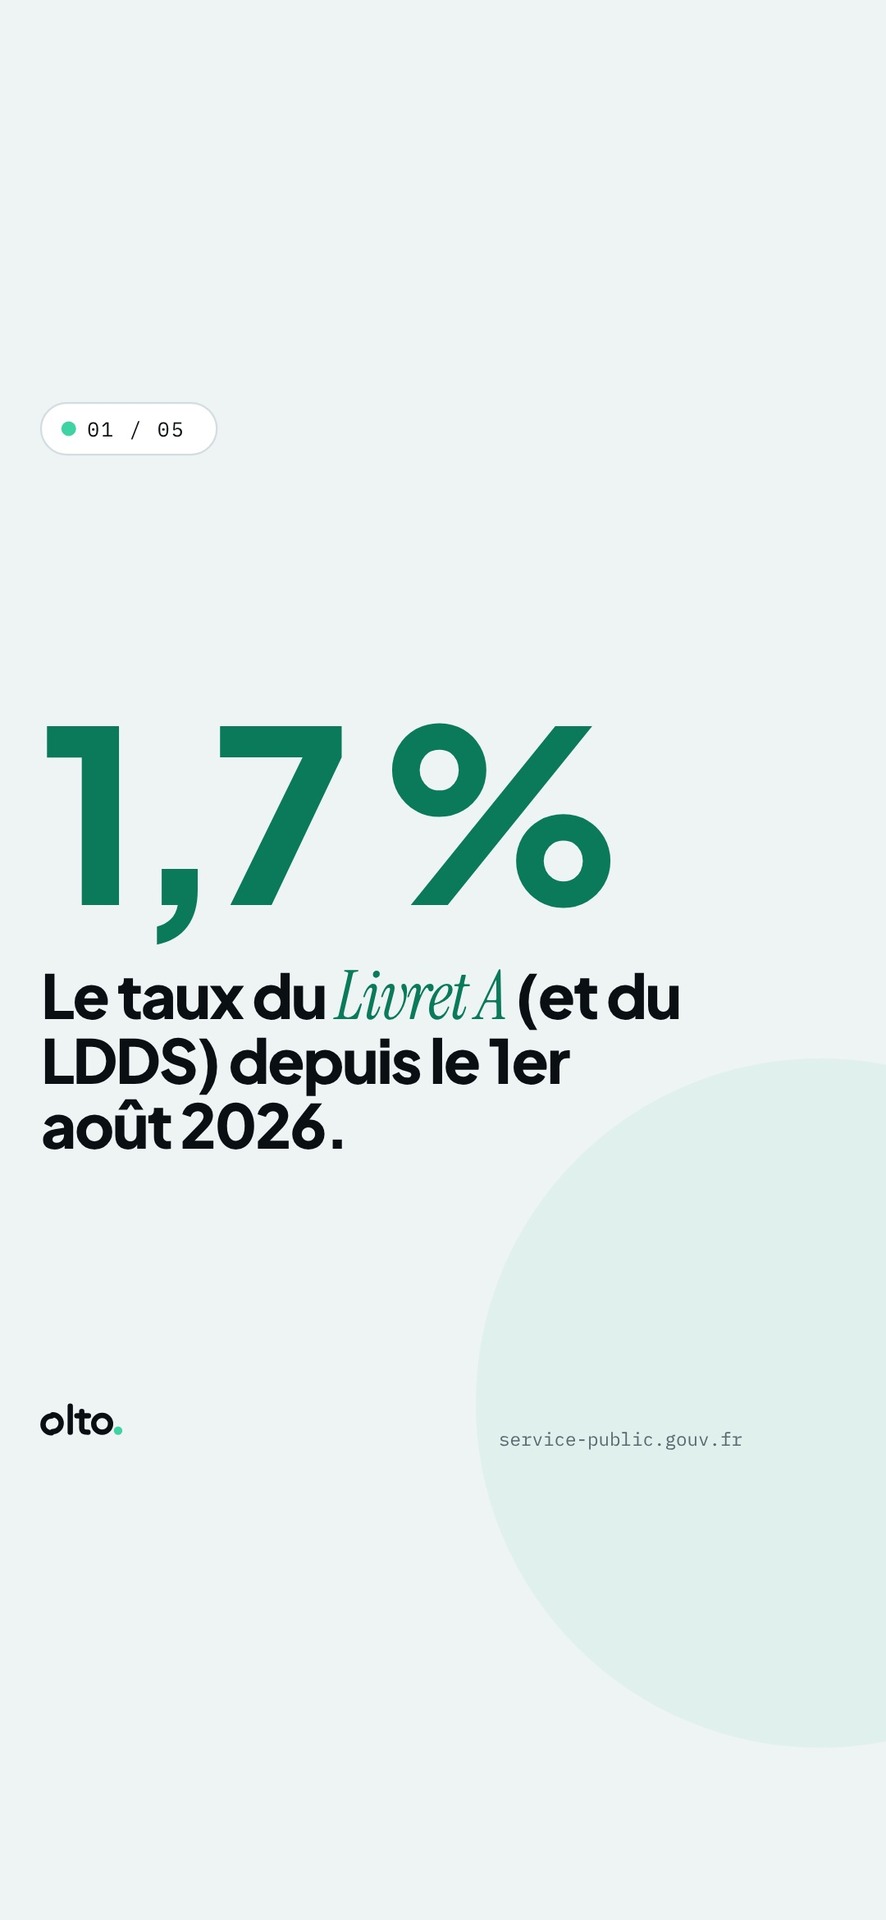 01 / 05
1,7 %
Le taux du Livret A (et du
LDDS) depuis le 1er
août 2026.
olto.
service-public.gouv.fr